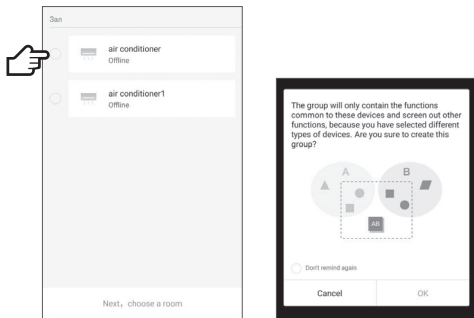 Зал
air conditioner
Offline
air conditioner1
Offline
Next, choose a room
The group will only contain the functions
common to these devices and screen out other
functions, because you have selected different
types of devices. Are you sure to create this
group?
A B
AB
Don't remind again
Cancel OK